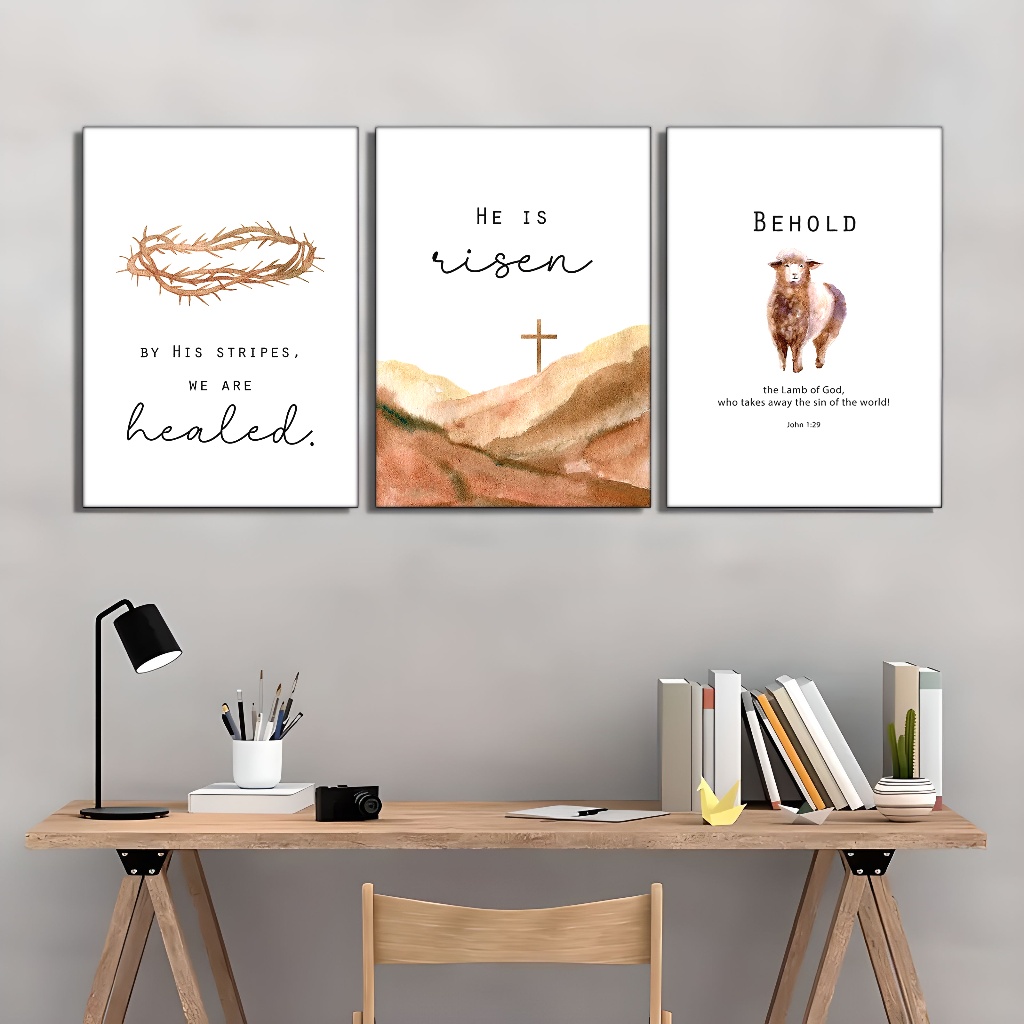 by His stripes,
we are
healed.
He is
risen
Behold
the Lamb of God,
who takes away the sin of the world!
John 1:29